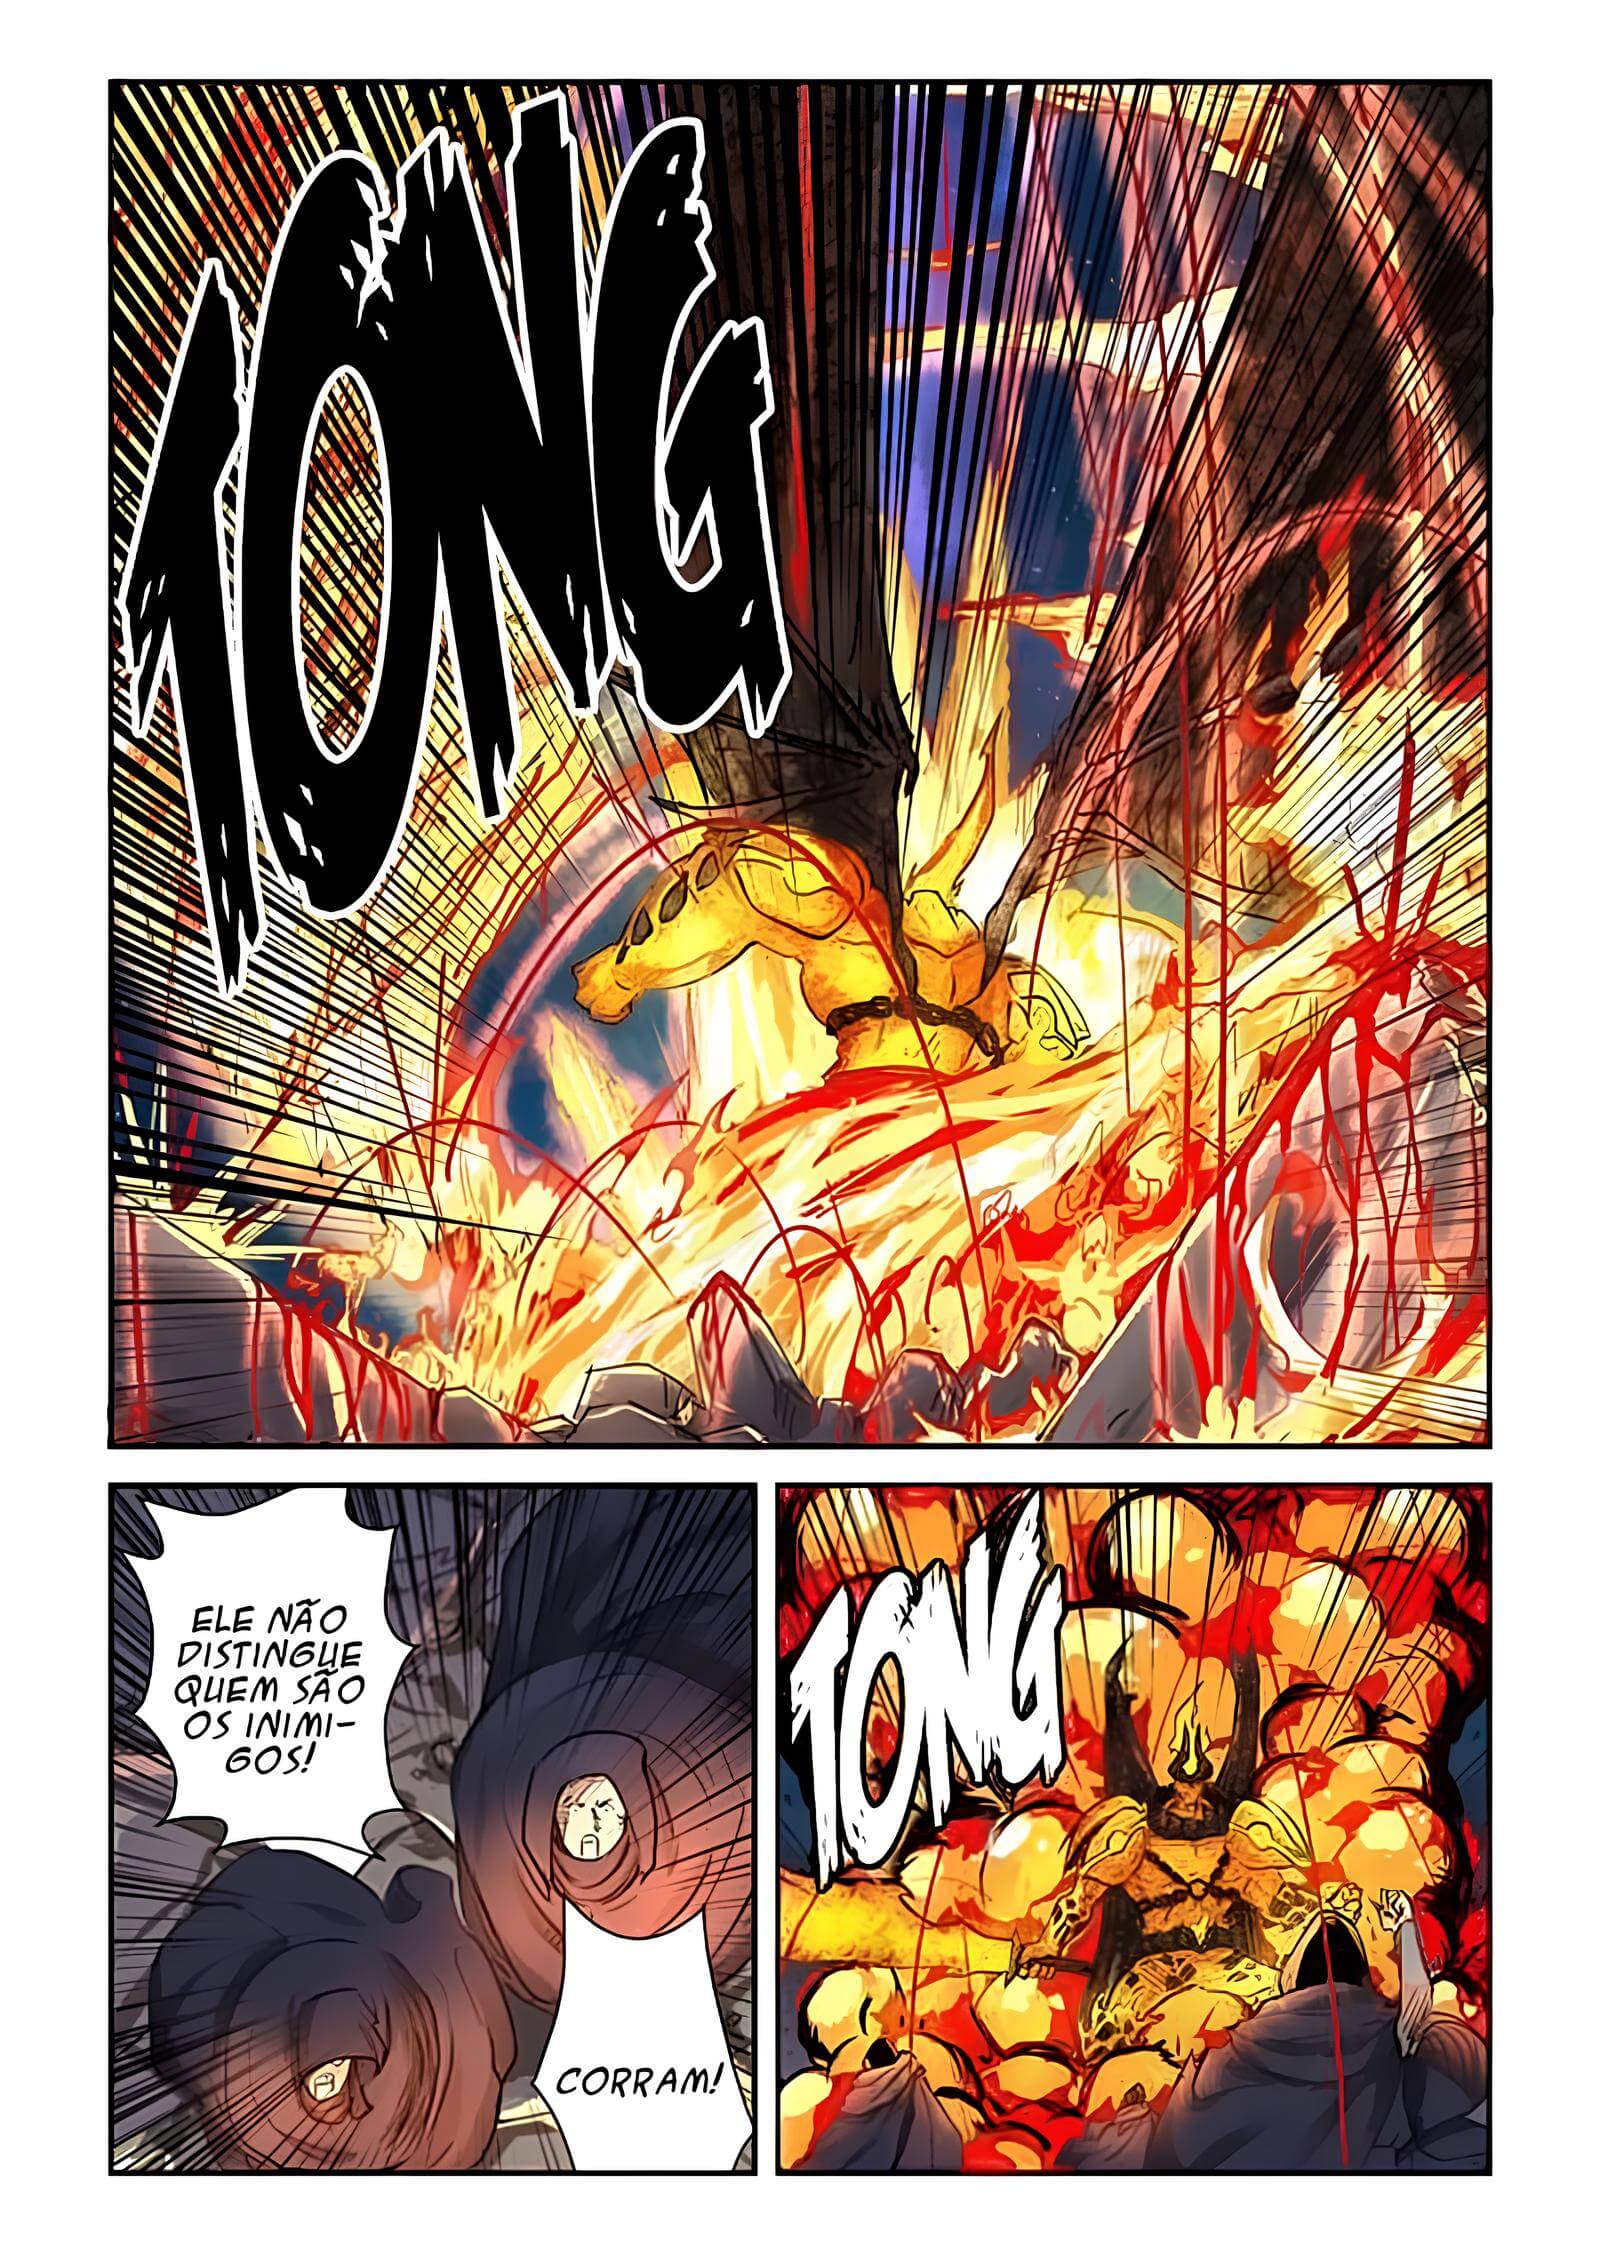 TONG
ELE NÃO
DISTINGUE
QUEM SÃO
OS INIMI-
GOS!
CORRAM!
TONG